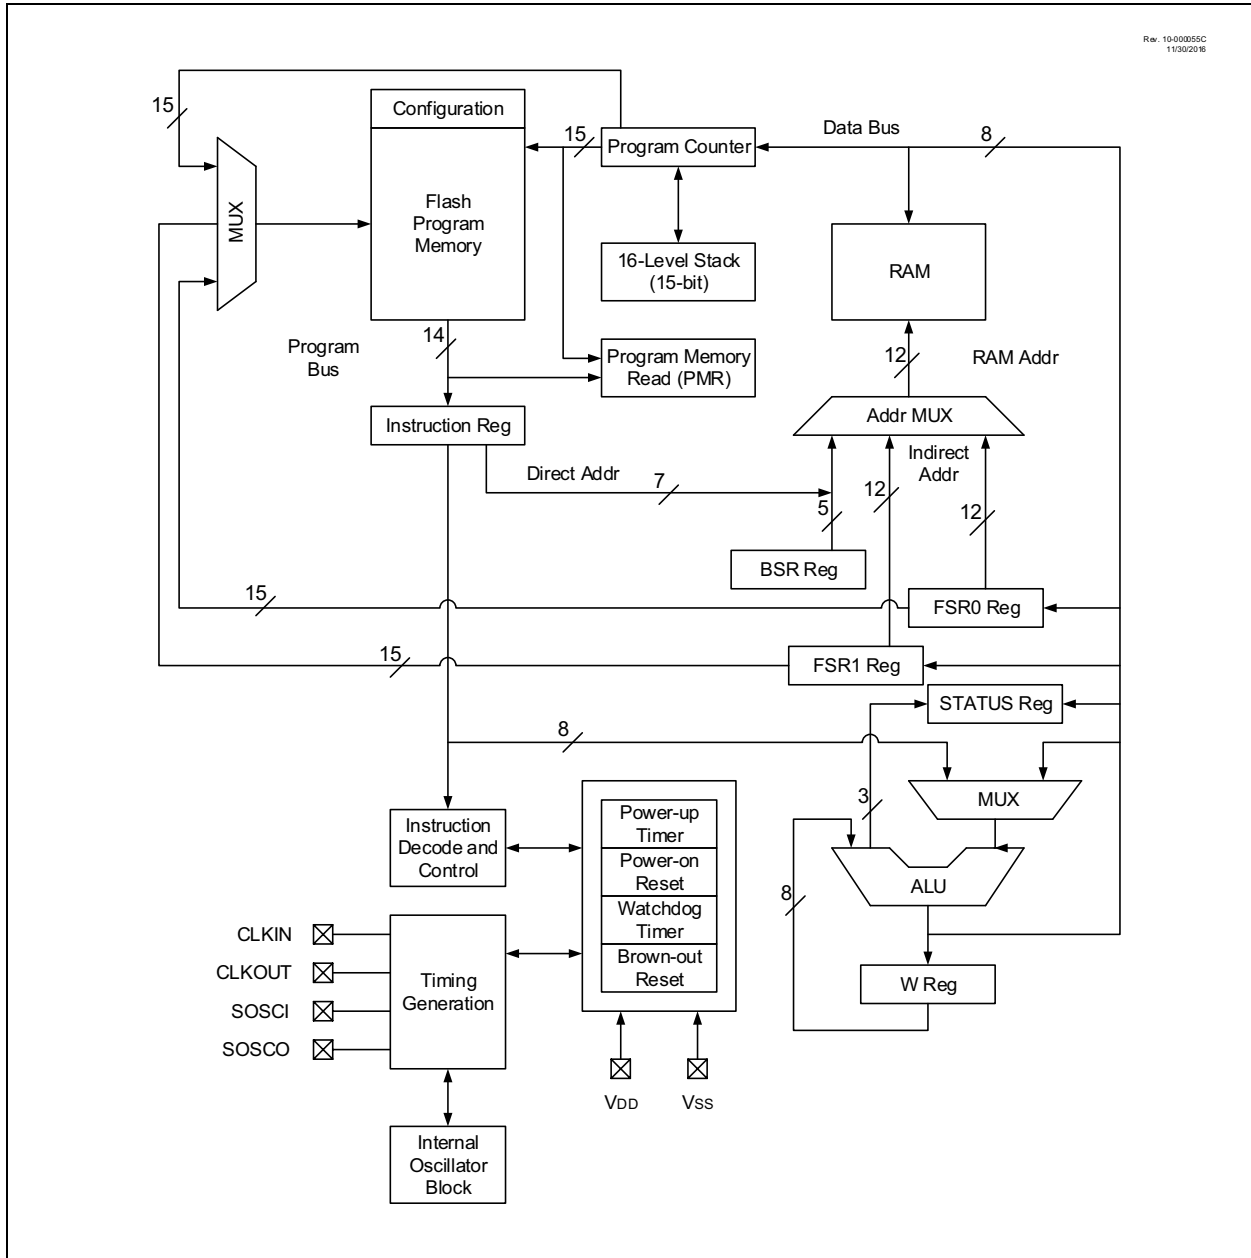 Rev. 10-000055C
11/30/2016
15
Configuration
15
Program Counter
Data Bus
8
MUX
Flash
Program
Memory
16-Level Stack
(15-bit)
RAM
Program
Bus
14
Program Memory
Read (PMR)
12
RAM Addr
Instruction Reg
Addr MUX
Direct Addr
7
Indirect
Addr
12
5
12
BSR Reg
15
FSR0 Reg
15
FSR1 Reg
STATUS Reg
8
MUX
3
Instruction
Decode and
Control
Power-up
Timer
Power-on
Reset
Watchdog
Timer
Brown-out
Reset
ALU
8
CLKIN
CLKOUT
SOSCI
SOSCO
Timing
Generation
W Reg
VDD
VSS
Internal
Oscillator
Block